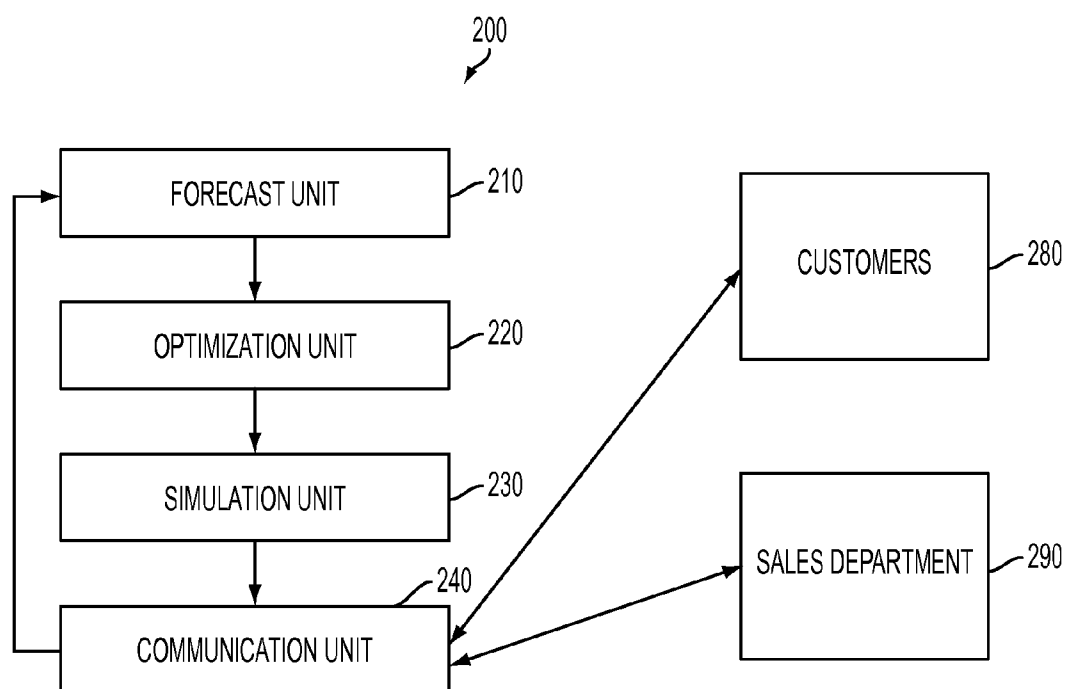 200
FORECAST UNIT
210
CUSTOMERS
280
OPTIMIZATION UNIT
220
SIMULATION UNIT
230
SALES DEPARTMENT
290
240
COMMUNICATION UNIT